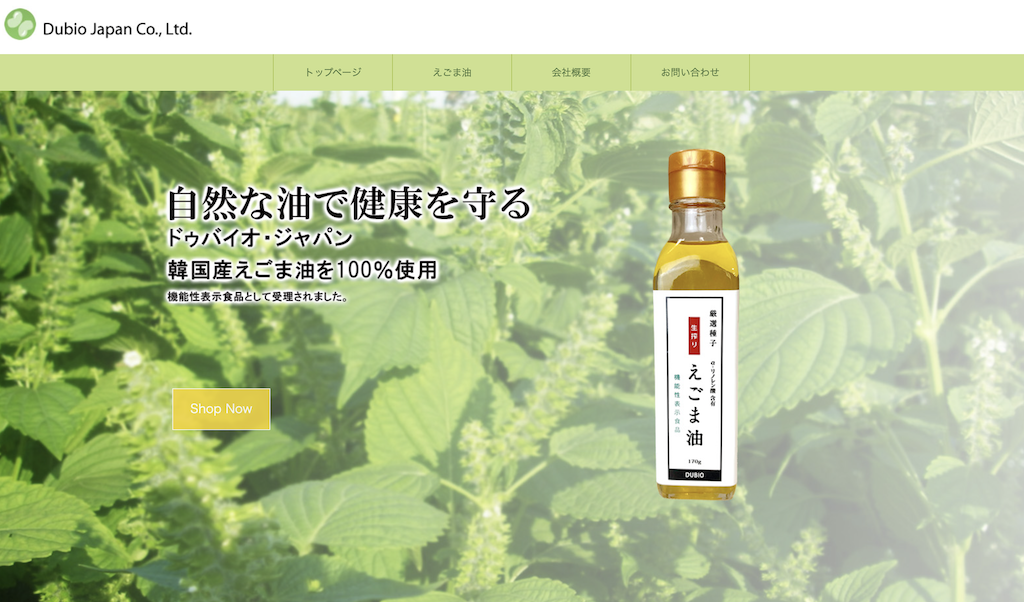 Dubio Japan Co., Ltd.
トップページ
えごま油
会社概要
お問い合わせ
自然な油で健康を守る
ドゥバイオ・ジャパン
韓国産えごま油を100%使用
機能性表示食品として受理されました。
Shop Now
厳選種子
生搾り
α-リノレン酸 含有
えごま油
機能性表示食品
170g
DUBIO